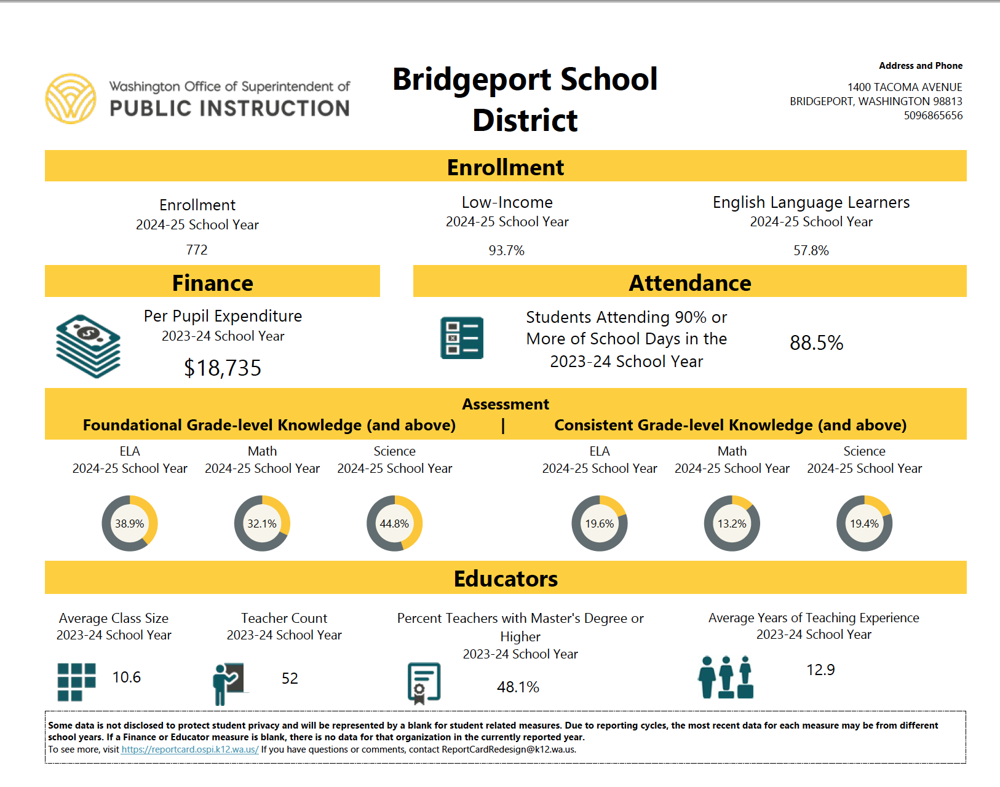 Washington Office of Superintendent of
PUBLIC INSTRUCTION
Bridgeport School
District
Address and Phone
1400 TACOMA AVENUE
BRIDGEPORT, WASHINGTON 98813
5096865656
Enrollment
Enrollment
2024-25 School Year
772
Low-Income
2024-25 School Year
93.7%
English Language Learners
2024-25 School Year
57.8%
Finance
Per Pupil Expenditure
2023-24 School Year
$18,735
Attendance
Students Attending 90% or
More of School Days in the
2023-24 School Year
88.5%
Assessment
Foundational Grade-level Knowledge (and above) | Consistent Grade-level Knowledge (and above)
ELA
2024-25 School Year
38.9%
Math
2024-25 School Year
32.1%
Science
2024-25 School Year
44.8%
ELA
2024-25 School Year
19.6%
Math
2024-25 School Year
13.2%
Science
2024-25 School Year
19.4%
Educators
Average Class Size
2023-24 School Year
10.6
Teacher Count
2023-24 School Year
52
Percent Teachers with Master's Degree or
Higher
2023-24 School Year
48.1%
Average Years of Teaching Experience
2023-24 School Year
12.9
Some data is not disclosed to protect student privacy and will be represented by a blank for student related measures. Due to reporting cycles, the most recent data for each measure may be from different
school years. If a Finance or Educator measure is blank, there is no data for that organization in the currently reported year.
To see more, visit https://reportcard.ospi.k12.wa.us/ If you have questions or comments, contact ReportCardRedesign@k12.wa.us.